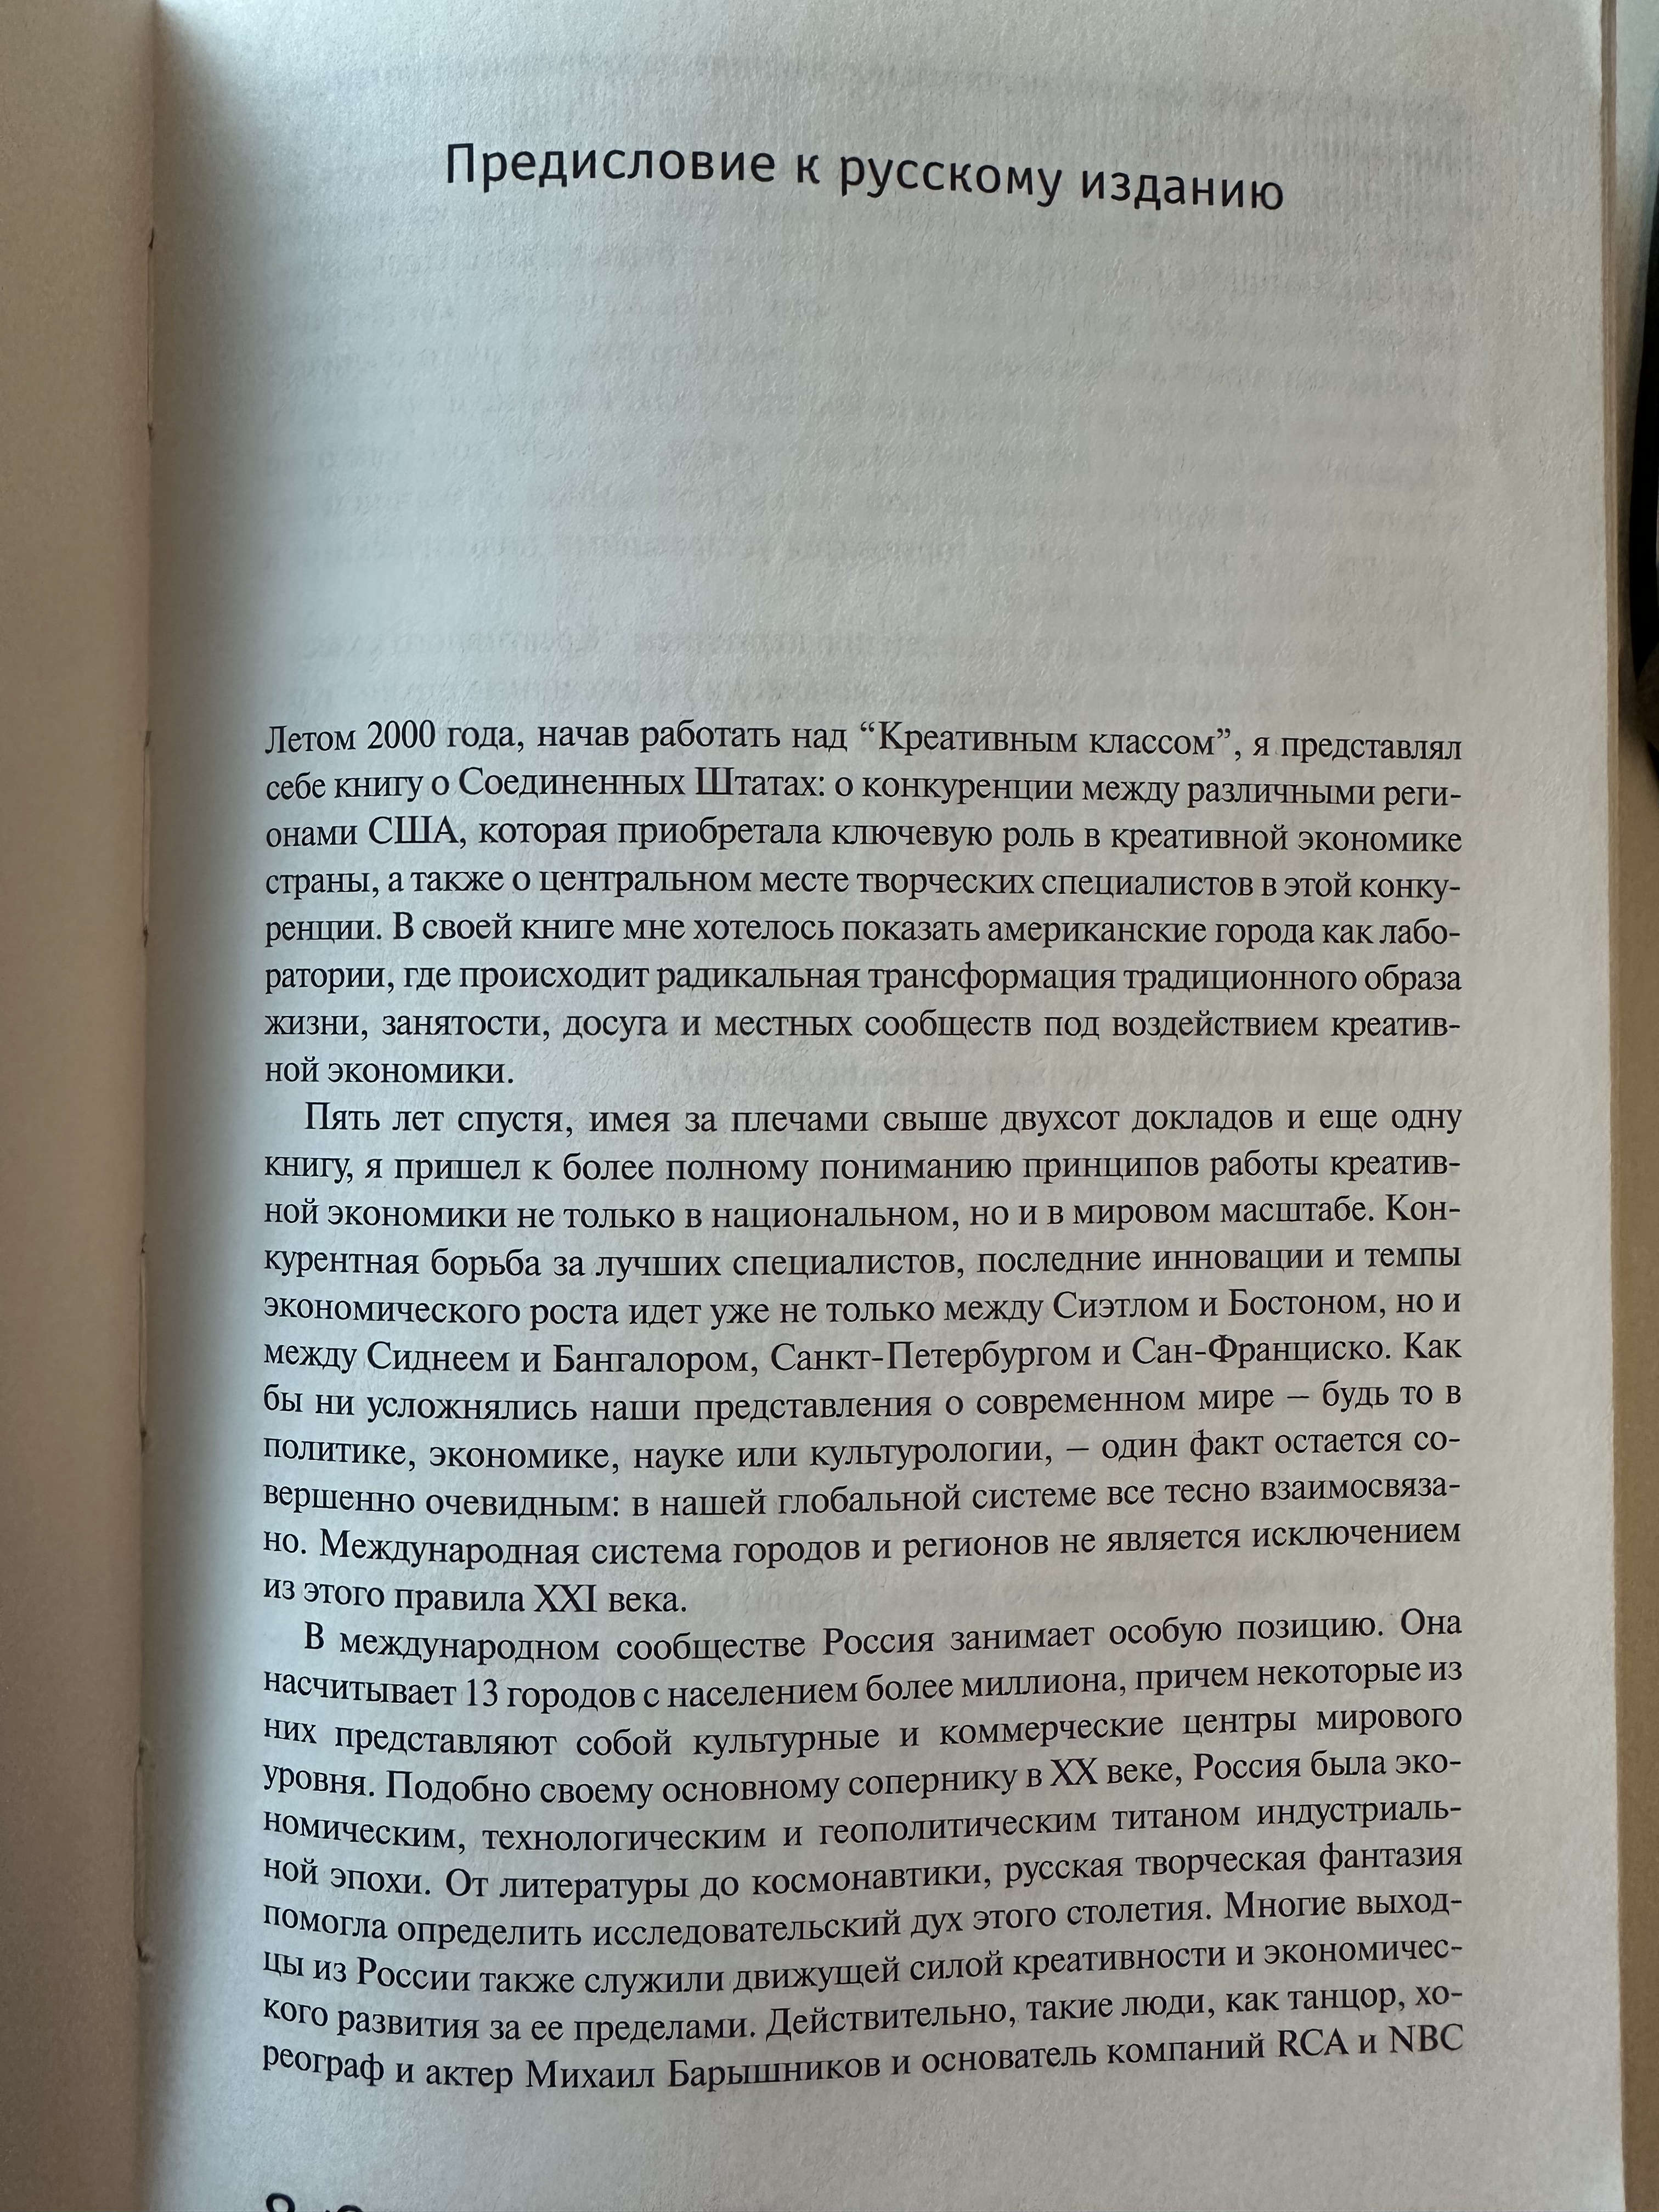 Предисловие к русскому изданию
Летом 2000 года, начав работать над “Креативным классом”, я представлял
себе книгу о Соединенных Штатах: о конкуренции между различными реги-
онами США, которая приобретала ключевую роль в креативной экономике
страны, а также о центральном месте творческих специалистов в этой конку-
ренции. В своей книге мне хотелось показать американские города как лабо-
ратории, где происходит радикальная трансформация традиционного образа
жизни, занятости, досуга и местных сообществ под воздействием креатив-
ной экономики.
Пять лет спустя, имея за плечами свыше двухсот докладов и еще одну
книгу, я пришел к более полному пониманию принципов работы креатив-
ной экономики не только в национальном, но и в мировом масштабе. Кон-
курентная борьба за лучших специалистов, последние инновации и темпы
экономического роста идет уже не только между Сиэтлом и Бостоном, но и
между Сиднеем и Бангалором, Санкт-Петербургом и Сан-Франциско. Как
бы ни усложнялись наши представления о современном мире – будь то в
политике, экономике, науке или культурологии, – один факт остается со-
вершенно очевидным: в нашей глобальной системе все тесно взаимосвяза-
но. Международная система городов и регионов не является исключением
из этого правила XXI века.
В международном сообществе Россия занимает особую позицию. Она
насчитывает 13 городов с населением более миллиона, причем некоторые из
них представляют собой культурные и коммерческие центры мирового
уровня. Подобно своему основному сопернику в XX веке, Россия была эко-
номическим, технологическим и геополитическим титаном индустриаль-
ной эпохи. От литературы до космонавтики, русская творческая фантазия
помогла определить исследовательский дух этого столетия. Многие выход-
цы из России также служили движущей силой креативности и экономичес-
кого развития за ее пределами. Действительно, такие люди, как танцор, хо-
реограф и актер Михаил Барышников и основатель компаний RCA и NBC